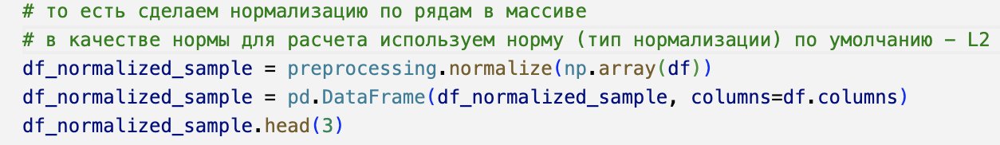 # то есть сделаем нормализацию по рядам в массиве
# в качестве нормы для расчета используем норму (тип нормализации) по умолчанию – L2
df_normalized_sample = preprocessing.normalize(np.array(df))
df_normalized_sample = pd.DataFrame(df_normalized_sample, columns=df.columns)
df_normalized_sample.head(3)